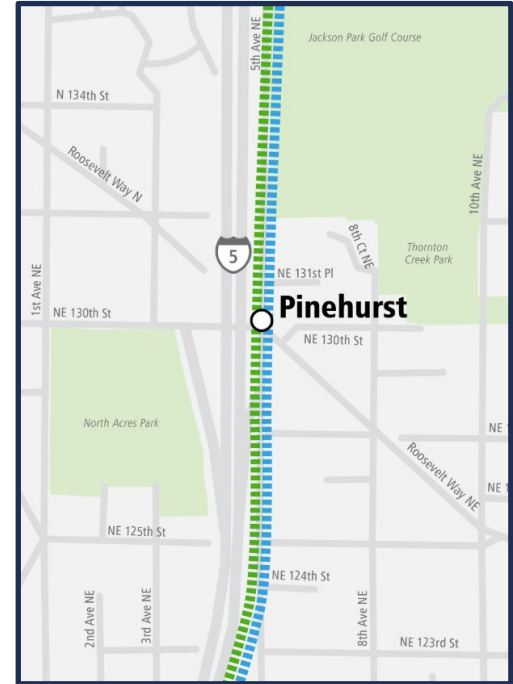 5th Ave NE
Jackson Park Golf Course
N 134th St
Roosevelt Way N
10th Ave NE
8th Ct NE
Thornton
Creek Park
5
NE 131st Pl
1st Ave NE
NE 130th St
Pinehurst
NE 130th St
North Acres Park
NE 1
Roosevelt Way NE
NE 1
NE 125th St
NE 124th St
2nd Ave NE
3rd Ave NE
8th Ave NE
NE 123rd St